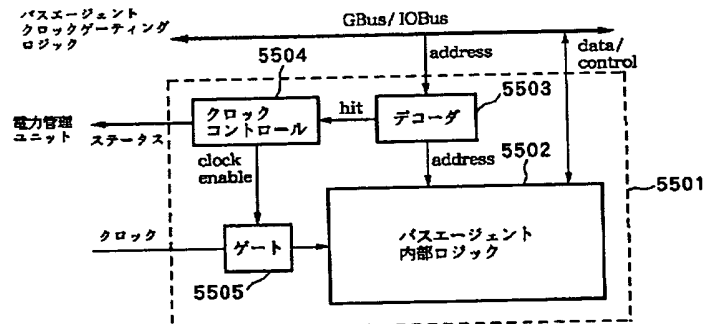 バスエージェント
クロックゲーティング
ロジック
GBus/IOBus
5504
address
data/
control
クロック
コントロール
hit
デコーダ
5503
電力管理
ユニット
ステータス
clock
enable
address
5502
5501
クロック
ゲート
バスエージェント
内部ロジック
5505